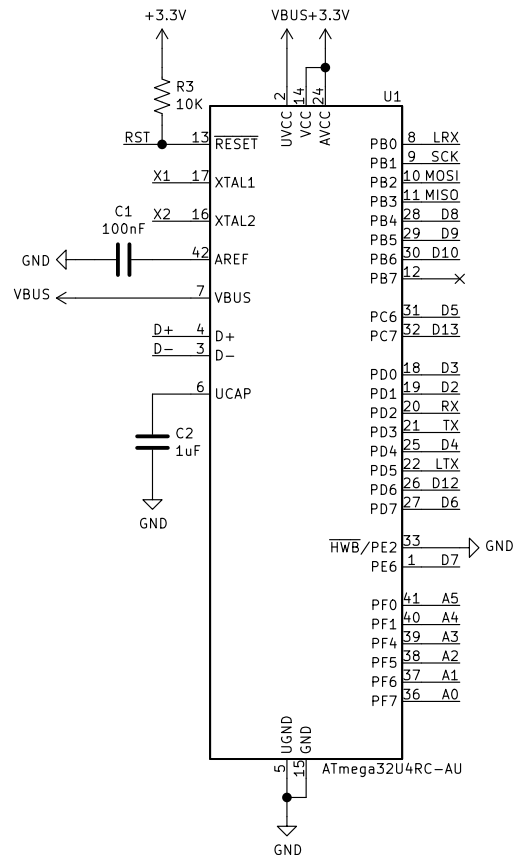 +3.3V
VBUS+3.3V
R3
10K
2
14
24
U1
UVCC
VCC
AVCC
RST
13
RESET
PB0 8 LRX
PB1 9 SCK
X1
17
XTAL1
PB2 10 MOSI
PB3 11 MISO
X2
16
XTAL2
PB4 28 D8
C1
100nF
PB5 29 D9
GND
42
AREF
PB6 30 D10
PB7 12
VBUS
7
VBUS
PC6 31 D5
D+
4
D+
PC7 32 D13
D-
3
D-
PD0 18 D3
6
UCAP
PD1 19 D2
PD2 20 RX
PD3 21 TX
C2
1uF
PD4 25 D4
PD5 22 LTX
PD6 26 D12
PD7 27 D6
GND
HWB/PE2 33 GND
PE6 1 D7
PF0 41 A5
PF1 40 A4
PF4 39 A3
PF5 38 A2
PF6 37 A1
PF7 36 A0
UGND
GND
5
15
ATmega32U4RC-AU
GND